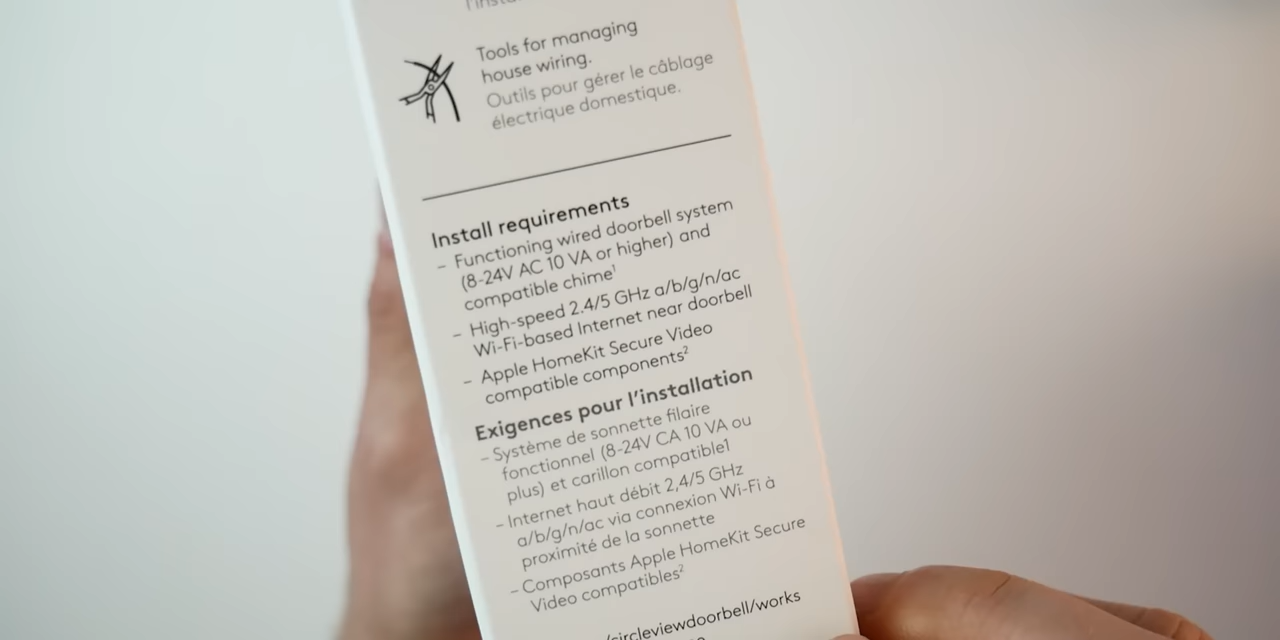 Tools for managing
house wiring.
Outils pour gérer le câblage
électrique domestique.
Install requirements
– Functioning wired doorbell system
(8-24V AC 10 VA or higher) and
compatible chime¹
– High-speed 2.4/5 GHz a/b/g/n/ac
Wi-Fi-based Internet near doorbell
– Apple HomeKit Secure Video
compatible components²
Exigences pour l'installation
– Système de sonnette filaire
fonctionnel (8-24V CA 10 VA ou
plus) et carillon compatible1
– Internet haut débit 2,4/5 GHz
a/b/g/n/ac via connexion Wi-Fi à
proximité de la sonnette
– Composants Apple HomeKit Secure
Video compatibles²
/circleviewdoorbell/works